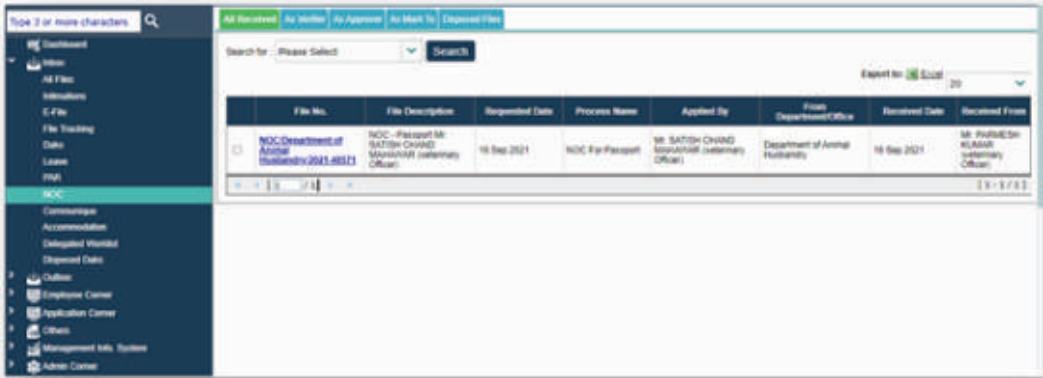 Type 3 or more characters
Dashboard
Inbox
All Files
Intimations
E-File
File Tracking
Daks
Leave
PAR
NOC
Communique
Accommodation
Delegated Worklist
Disposed Daks
Outbox
Employee Corner
Application Corner
Others
Management Info. System
Admin Corner
All Received As Verifier As Approver As Mark To Disposed Files
Search for : Please Select Search
Export to: Excel
20
File No. File Description Requested Date Process Name Applied By From Department/Office Received Date Received From
NOC/Department of
Animal
Husbandry/2021-40371
NOC - Passport Mr.
SATISH CHAND
MAHAWAR (veterinary
Officer)
16 Sep 2021
NOC For Passport
Mr. SATISH CHAND
MAHAWAR (veterinary
Officer)
Department of Animal
Husbandry
16 Sep 2021
Mr. PARMESH
KUMAR
(veterinary
Officer)
1 / 1
[ 1 - 1 / 1 ]